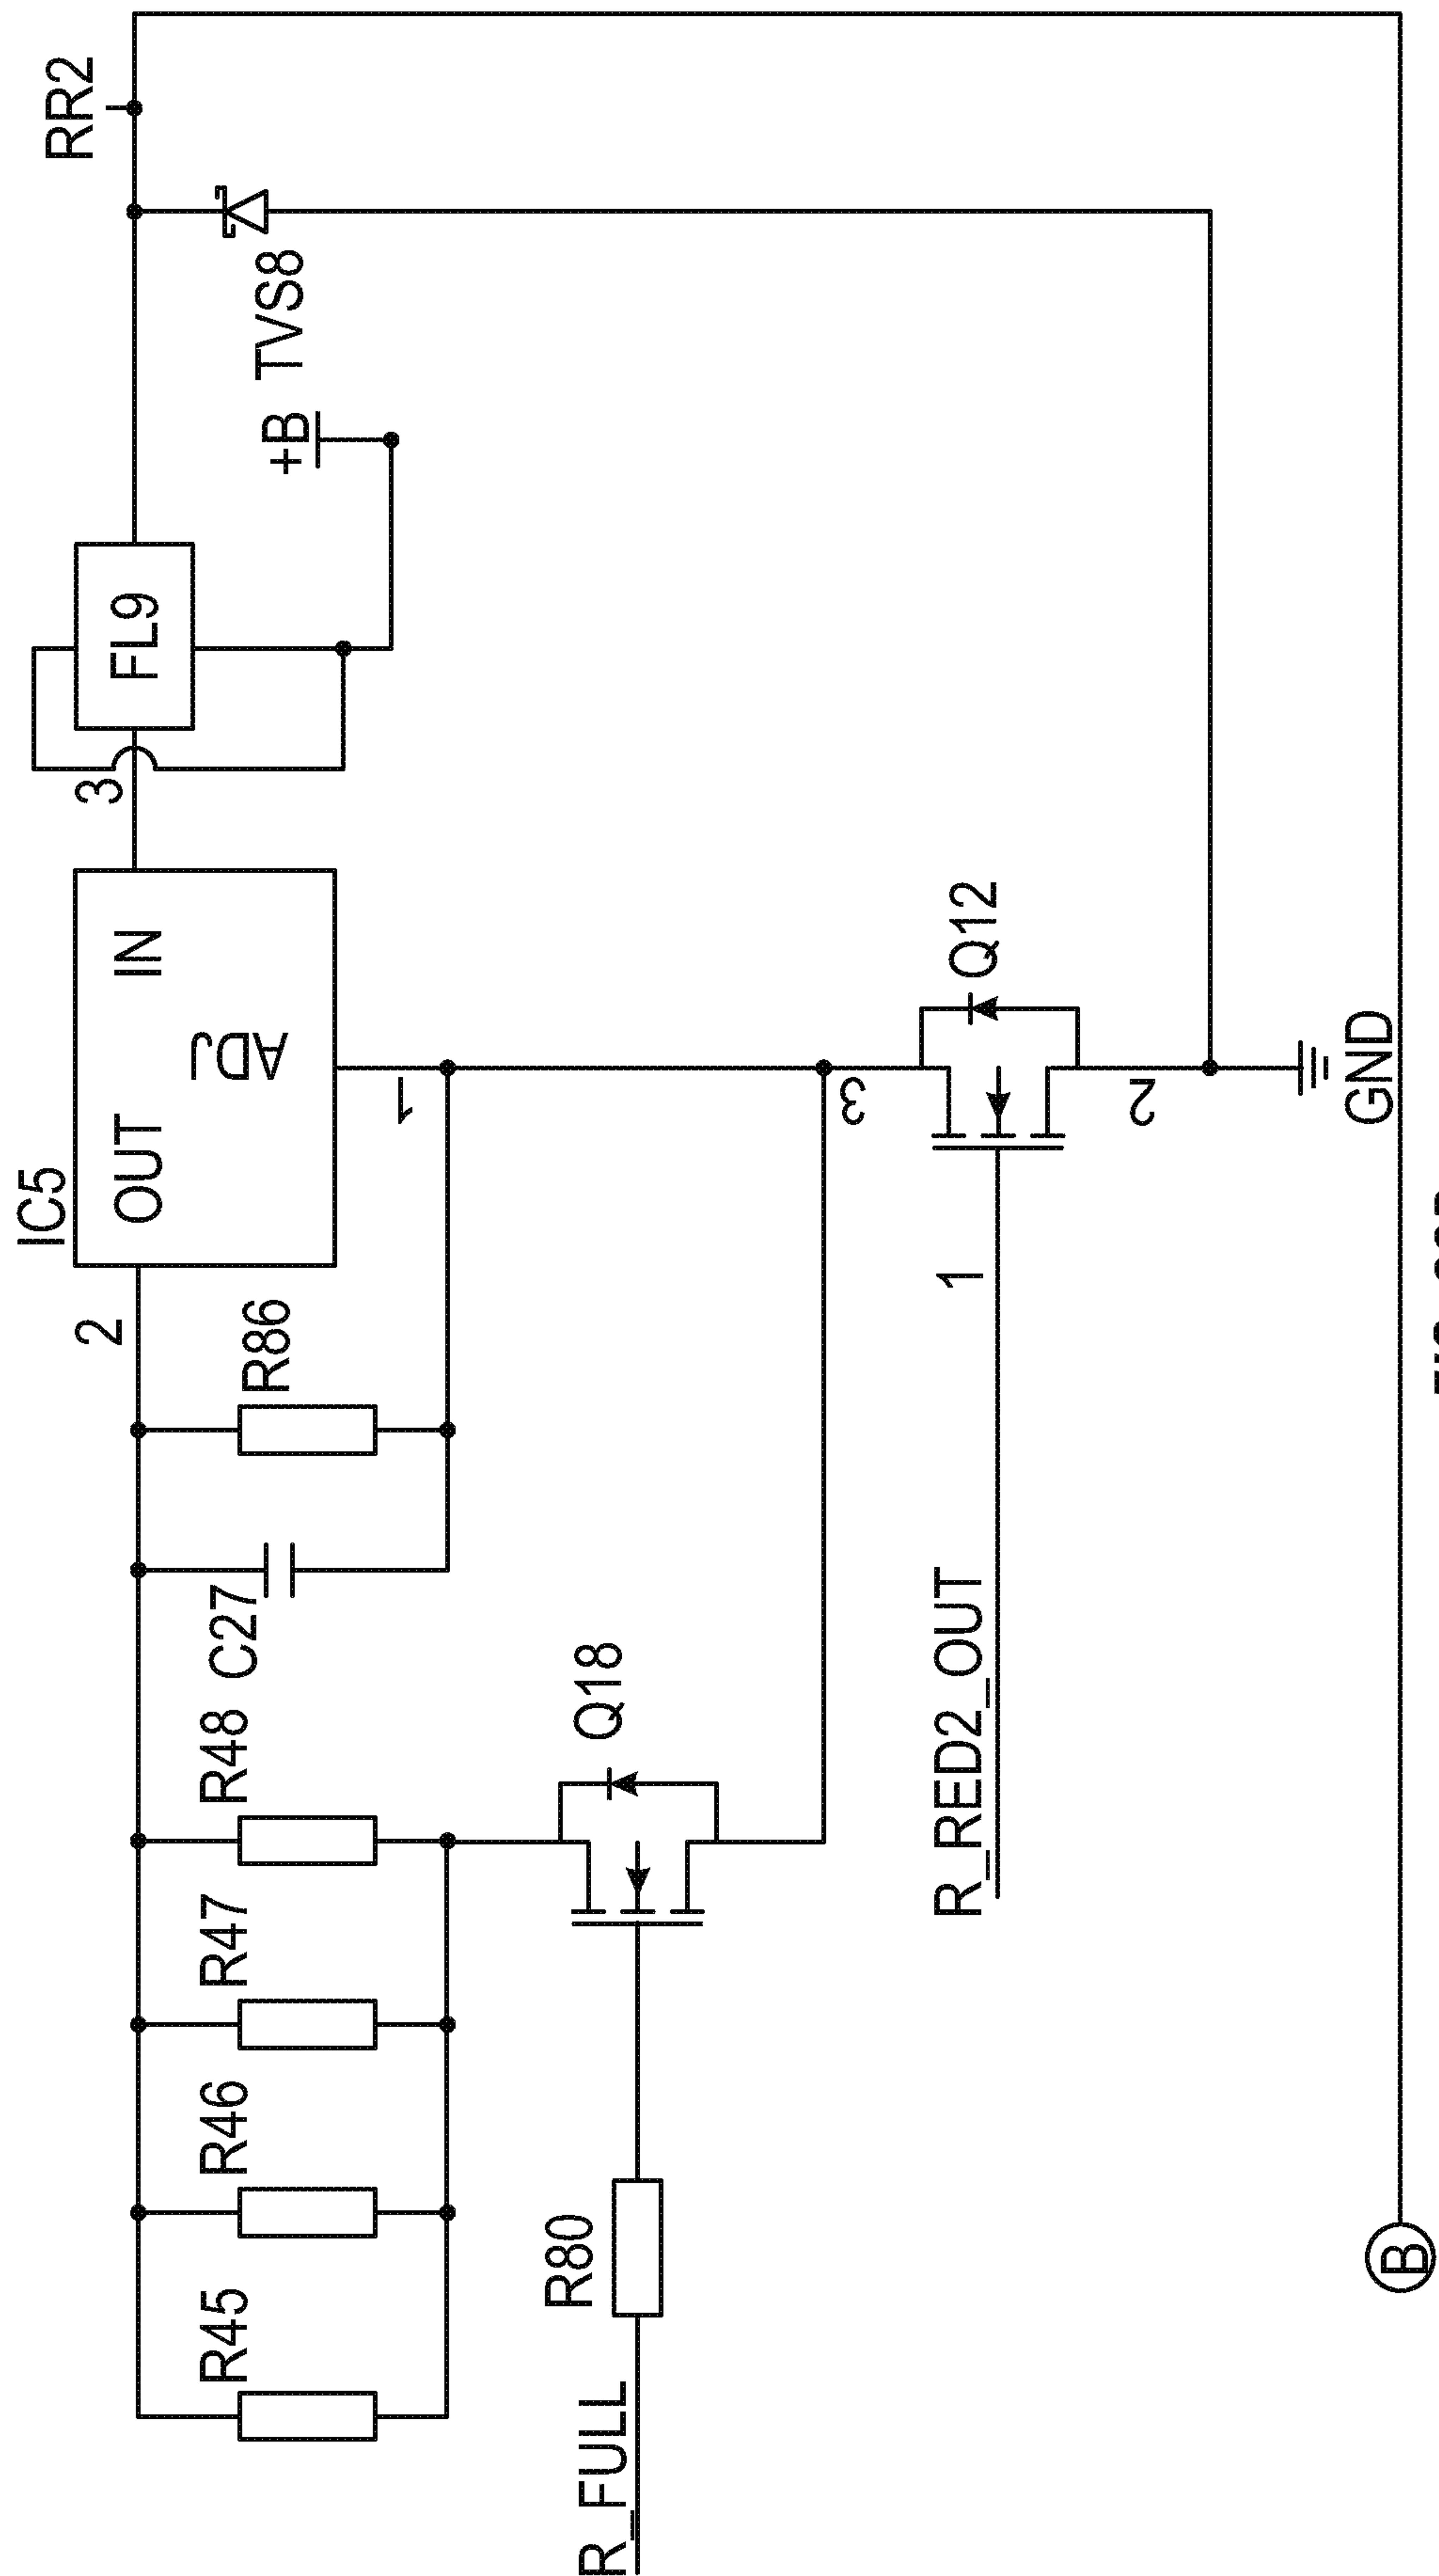 RR2
TVS8
+B
FL9
3
IC5
OUT
IN
ADJ
2
1
R86
C27
R48
R47
R46
R45
Q18
R80
R_FULL
3
Q12
2
1
R_RED2_OUT
GND
B